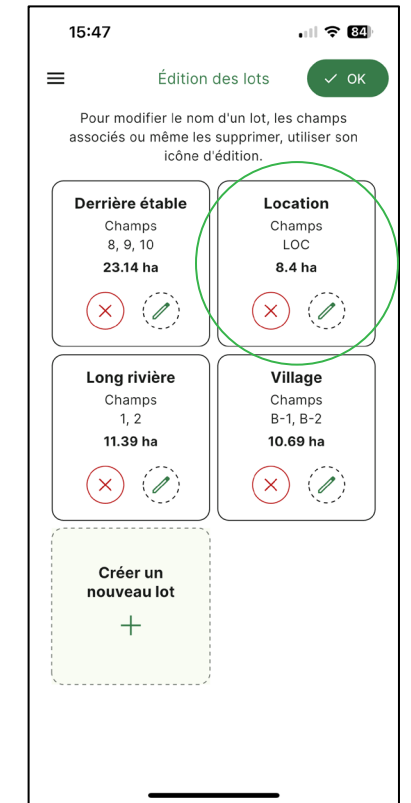 15:47
84
Édition des lots
OK
Pour modifier le nom d'un lot, les champs
associés ou même les supprimer, utiliser son
icône d'édition.
Derrière étable
Champs
8, 9, 10
23.14 ha
Location
Champs
LOC
8.4 ha
Long rivière
Champs
1, 2
11.39 ha
Village
Champs
B-1, B-2
10.69 ha
Créer un
nouveau lot